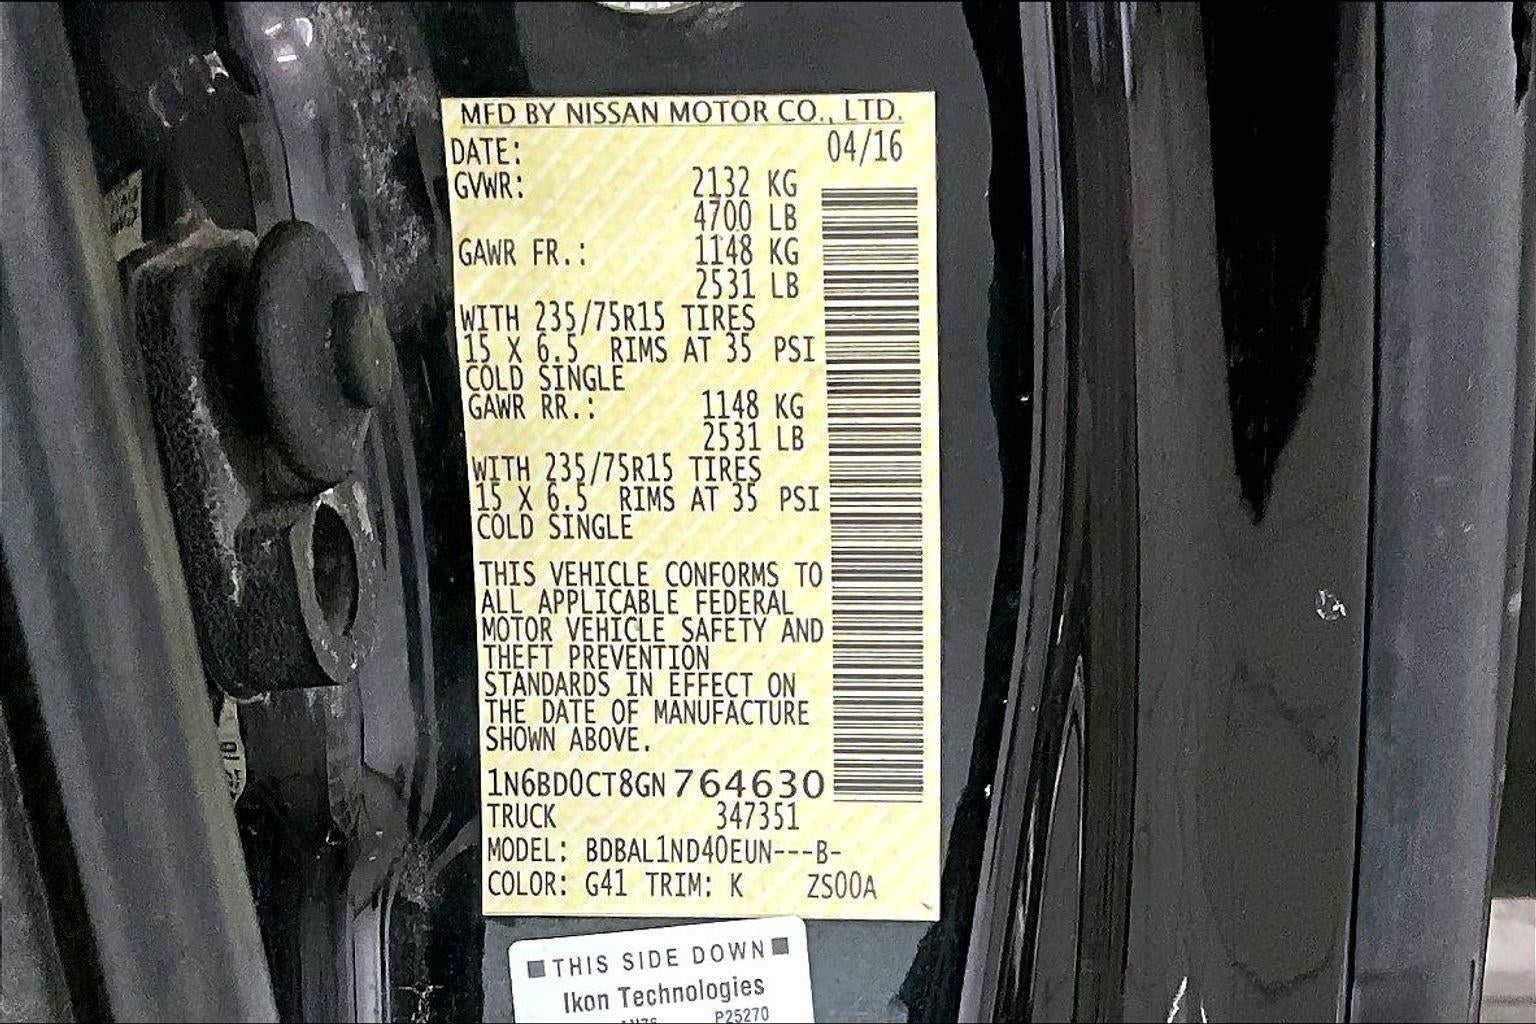 MFD BY NISSAN MOTOR CO., LTD.
DATE: 04/16
GVWR: 2132 KG
4700 LB
GAWR FR.: 1148 KG
2531 LB
WITH 235/75R15 TIRES
15 X 6.5 RIMS AT 35 PSI
COLD SINGLE
GAWR RR.: 1148 KG
2531 LB
WITH 235/75R15 TIRES
15 X 6.5 RIMS AT 35 PSI
COLD SINGLE
THIS VEHICLE CONFORMS TO
ALL APPLICABLE FEDERAL
MOTOR VEHICLE SAFETY AND
THEFT PREVENTION
STANDARDS IN EFFECT ON
THE DATE OF MANUFACTURE
SHOWN ABOVE.
1N6BD0CT8GN764630
TRUCK 347351
MODEL: BDBAL1ND40EUN---B-
COLOR: G41 TRIM: K ZS00A
THIS SIDE DOWN
Ikon Technologies
P25270